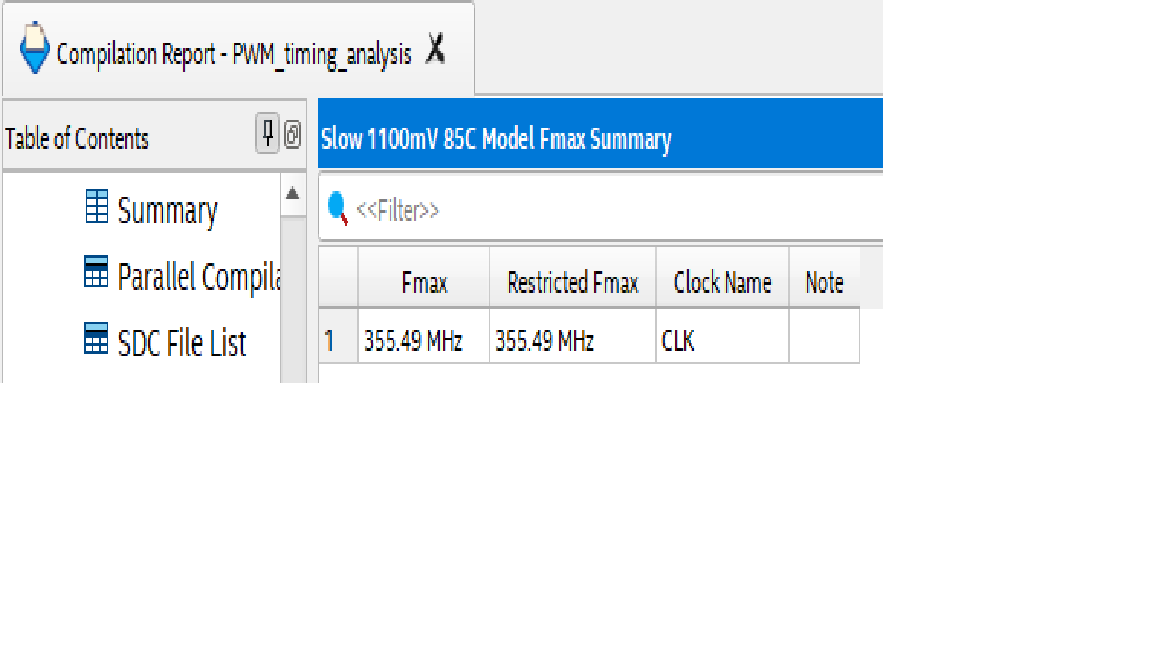 Compilation Report - PWM_timing_analysis X
Table of Contents
Summary
Parallel Compila
SDC File List
Slow 1100mV 85C Model Fmax Summary
<<Filter>>
Fmax Restricted Fmax Clock Name Note
1 355.49 MHz 355.49 MHz CLK